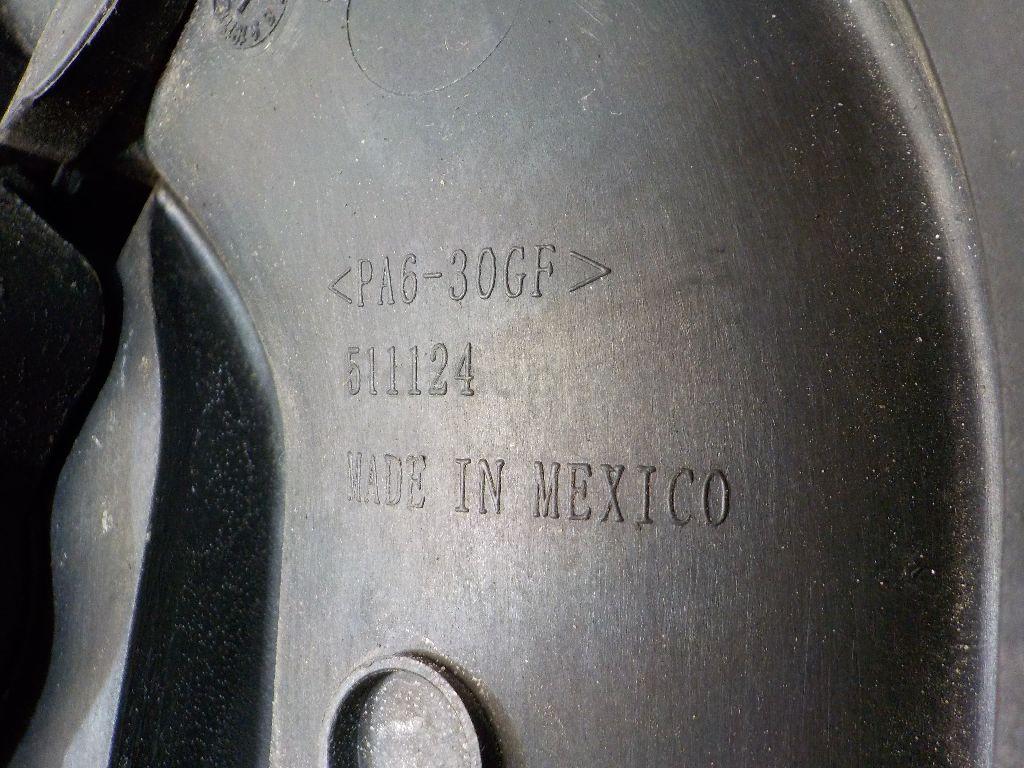 <PA6-30GF>
511124
MADE IN MEXICO